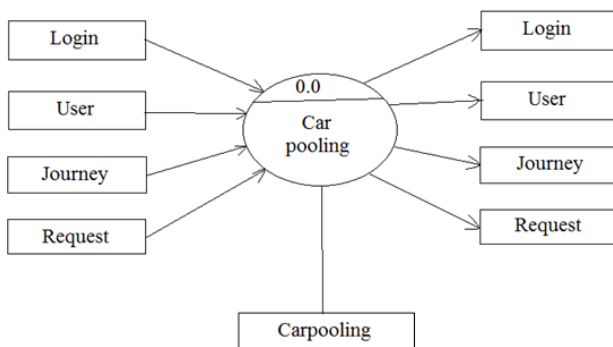 Login
User
Journey
Request
0.0
Car
pooling
Login
User
Journey
Request
Carpooling